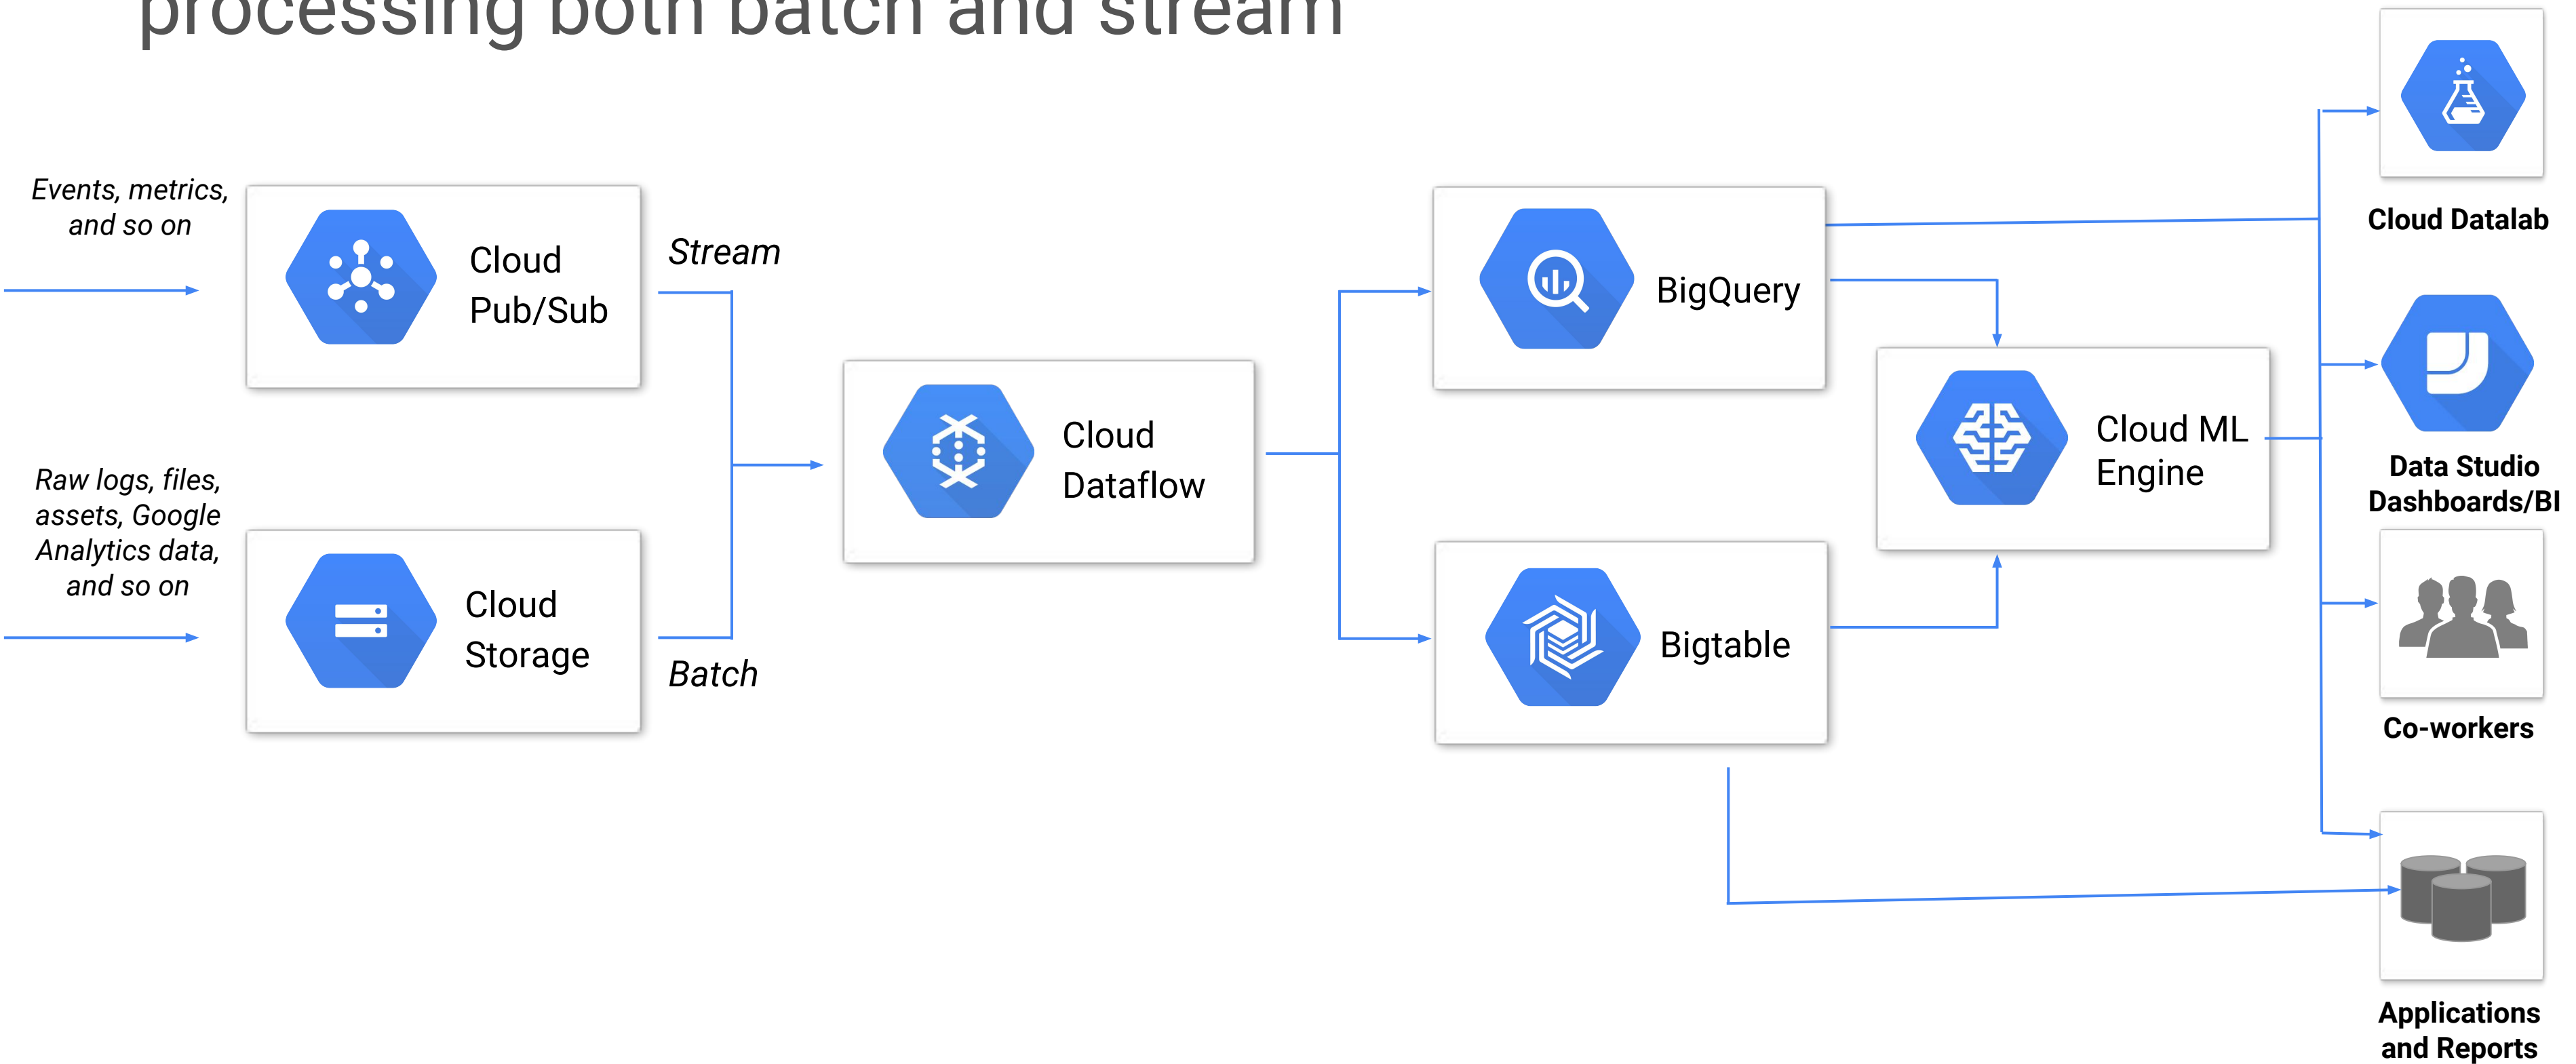 processing both batch and stream
Events, metrics,
and so on
Cloud
Pub/Sub
Stream
Raw logs, files,
assets, Google
Analytics data,
and so on
Cloud
Storage
Batch
Cloud
Dataflow
BigQuery
Bigtable
Cloud ML
Engine
Cloud Datalab
Data Studio
Dashboards/BI
Co-workers
Applications
and Reports